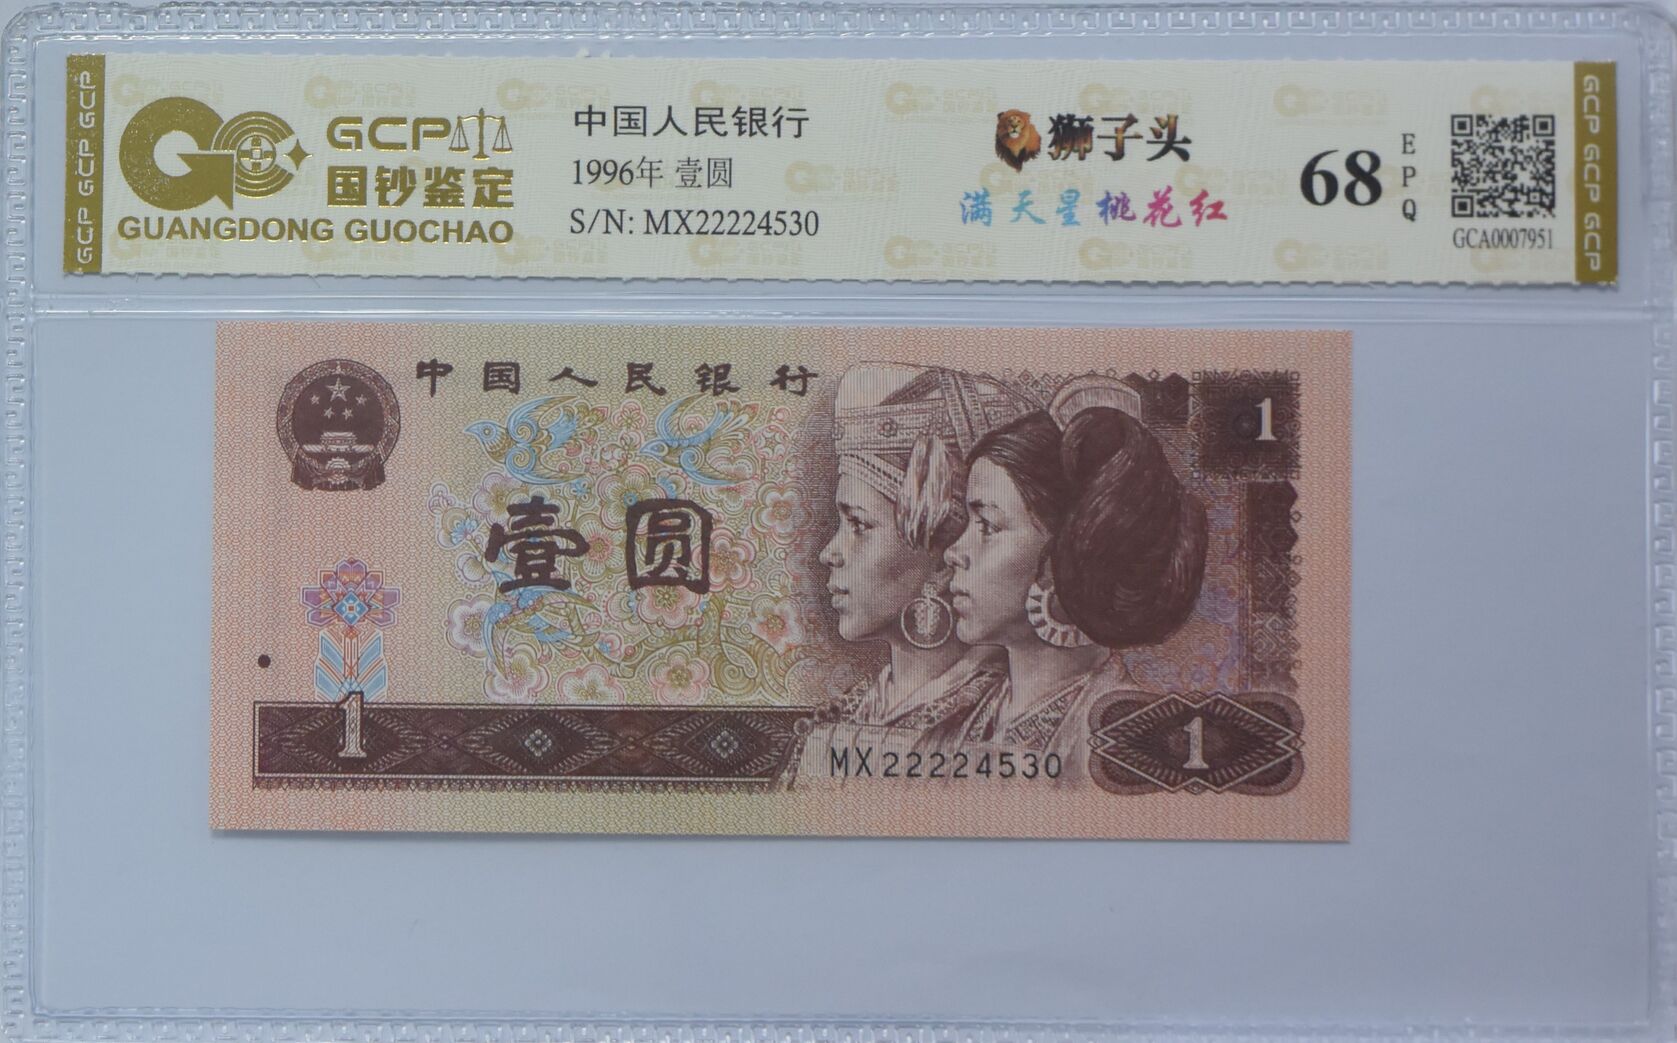 GCP GCP GCP
GCP
国钞鉴定
GUANGDONG GUOCHAO
中国人民银行
1996年 壹圆
S/N: MX22224530
狮子头
满天星桃花红
68
EPQ
GCA0007951
GCP GCP GCP
中国人民银行
1
壹圆
1
MX22224530
1